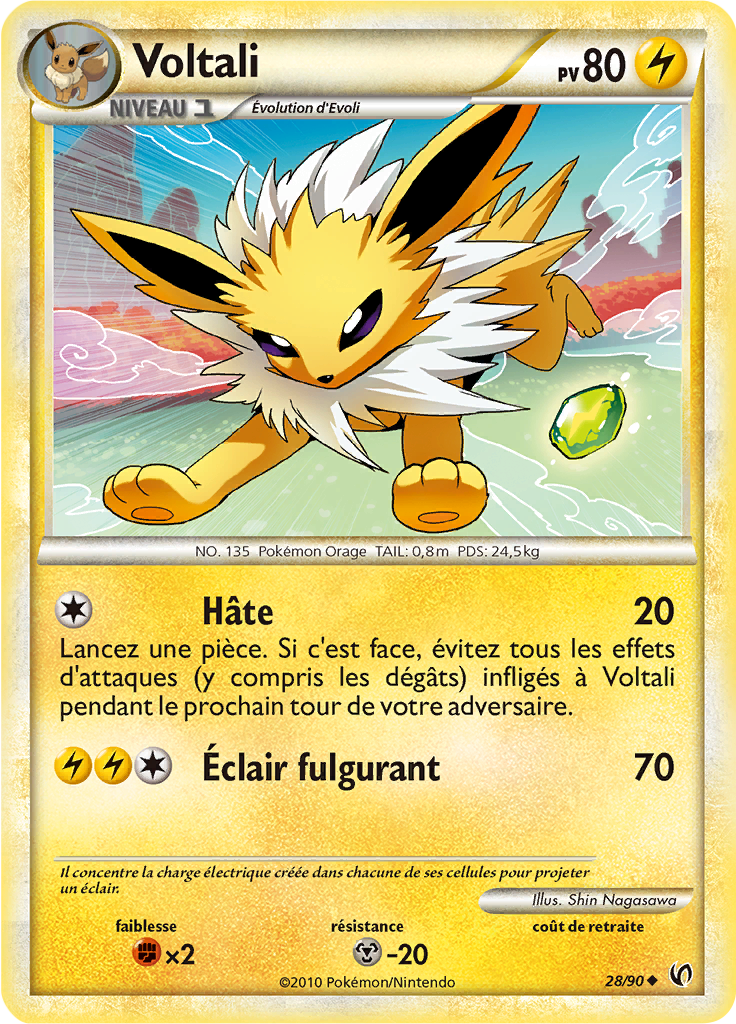 Voltali
PV 80
NIVEAU 1
Évolution d'Evoli
NO. 135 Pokémon Orage TAIL: 0,8m PDS: 24,5kg
Hâte 20
Lancez une pièce. Si c'est face, évitez tous les effets
d'attaques (y compris les dégâts) infligés à Voltali
pendant le prochain tour de votre adversaire.
Éclair fulgurant 70
Il concentre la charge électrique créée dans chacune de ses cellules pour projeter
un éclair.
Illus. Shin Nagasawa
faiblesse résistance coût de retraite
×2 -20
©2010 Pokémon/Nintendo
28/90